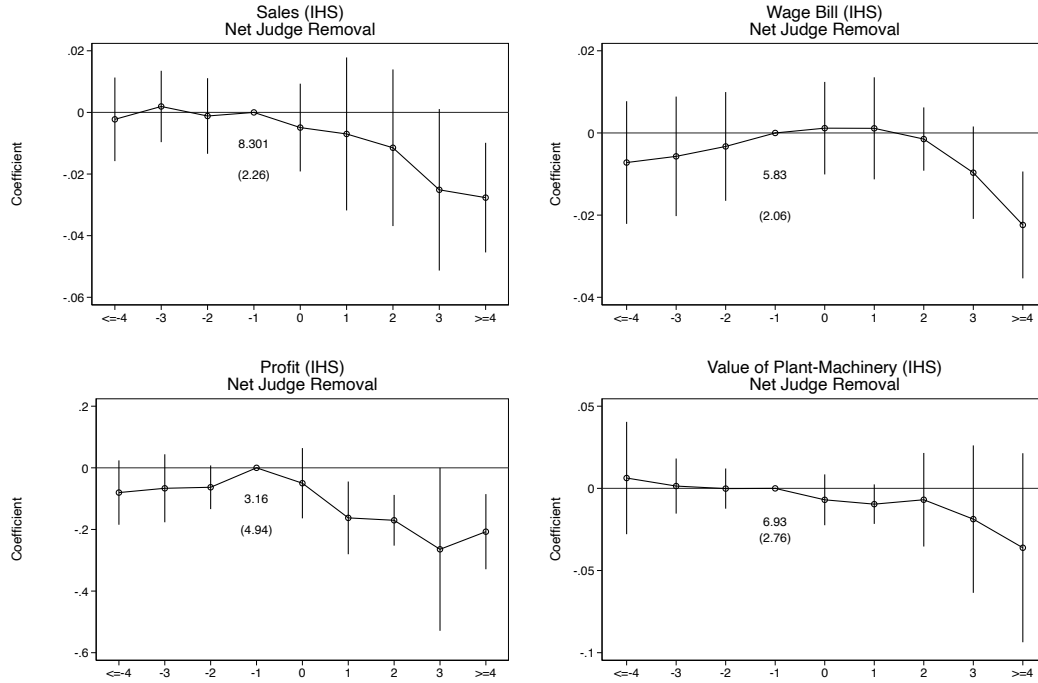 Sales (IHS)
Net Judge Removal
.02
0
-.02
-.04
-.06
Coefficient
8.301
(2.26)
<=-4 -3 -2 -1 0 1 2 3 >=4
Wage Bill (IHS)
Net Judge Removal
.02
0
-.02
-.04
Coefficient
5.83
(2.06)
<=-4 -3 -2 -1 0 1 2 3 >=4
Profit (IHS)
Net Judge Removal
.2
0
-.2
-.4
-.6
Coefficient
3.16
(4.94)
<=-4 -3 -2 -1 0 1 2 3 >=4
Value of Plant-Machinery (IHS)
Net Judge Removal
.05
0
-.05
-.1
Coefficient
6.93
(2.76)
<=-4 -3 -2 -1 0 1 2 3 >=4